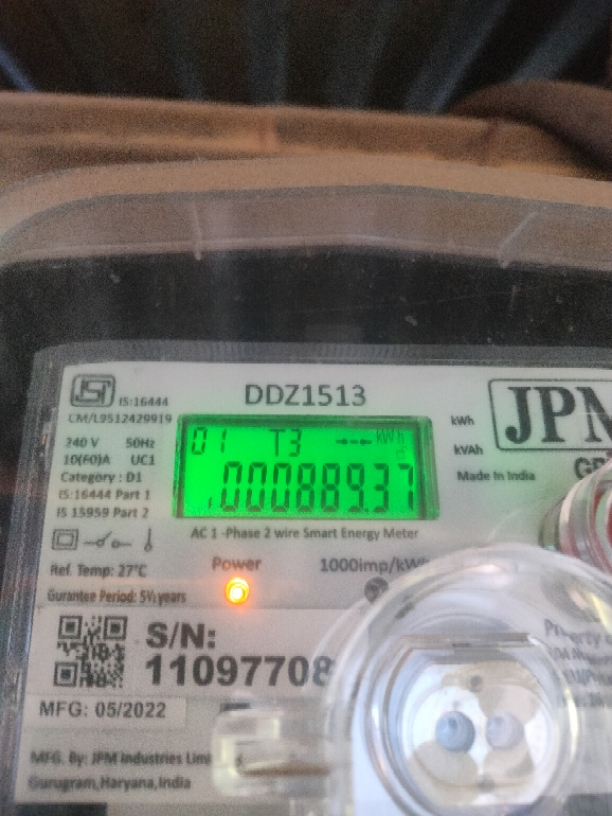 ISI IS:16444
CM/L9512429919
DDZ1513
JPM
240 V 50Hz
10(60)A UC1
Category : D1
IS:16444 Part 1
IS 15959 Part 2
01 T3 kWh
000889.37
kWh
kVAh
Made In India
AC 1 -Phase 2 wire Smart Energy Meter
Ref. Temp: 27°C
Power
1000imp/kWh
Gurantee Period: 5½ years
S/N:
11097708
MFG: 05/2022
MFG. By: JPM Industries Limi
Gurugram,Haryana,India